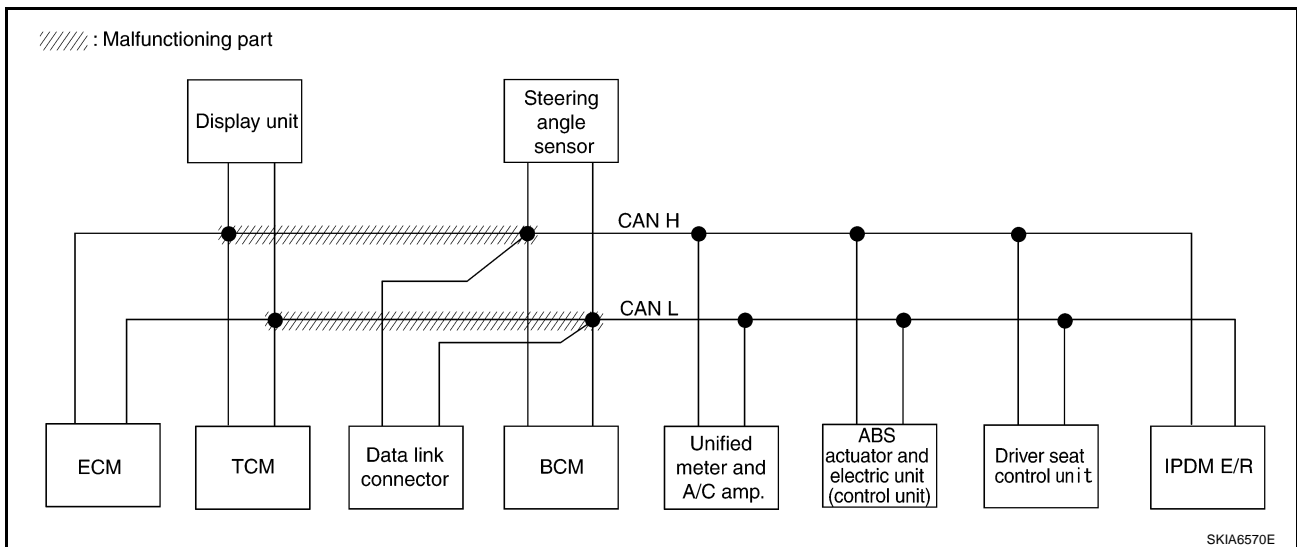 : Malfunctioning part
Display unit
Steering
angle
sensor
CAN H
CAN L
ECM
TCM
Data link
connector
BCM
Unified
meter and
A/C amp.
ABS
actuator and
electric unit
(control unit)
Driver seat
control unit
IPDM E/R
SKIA6570E